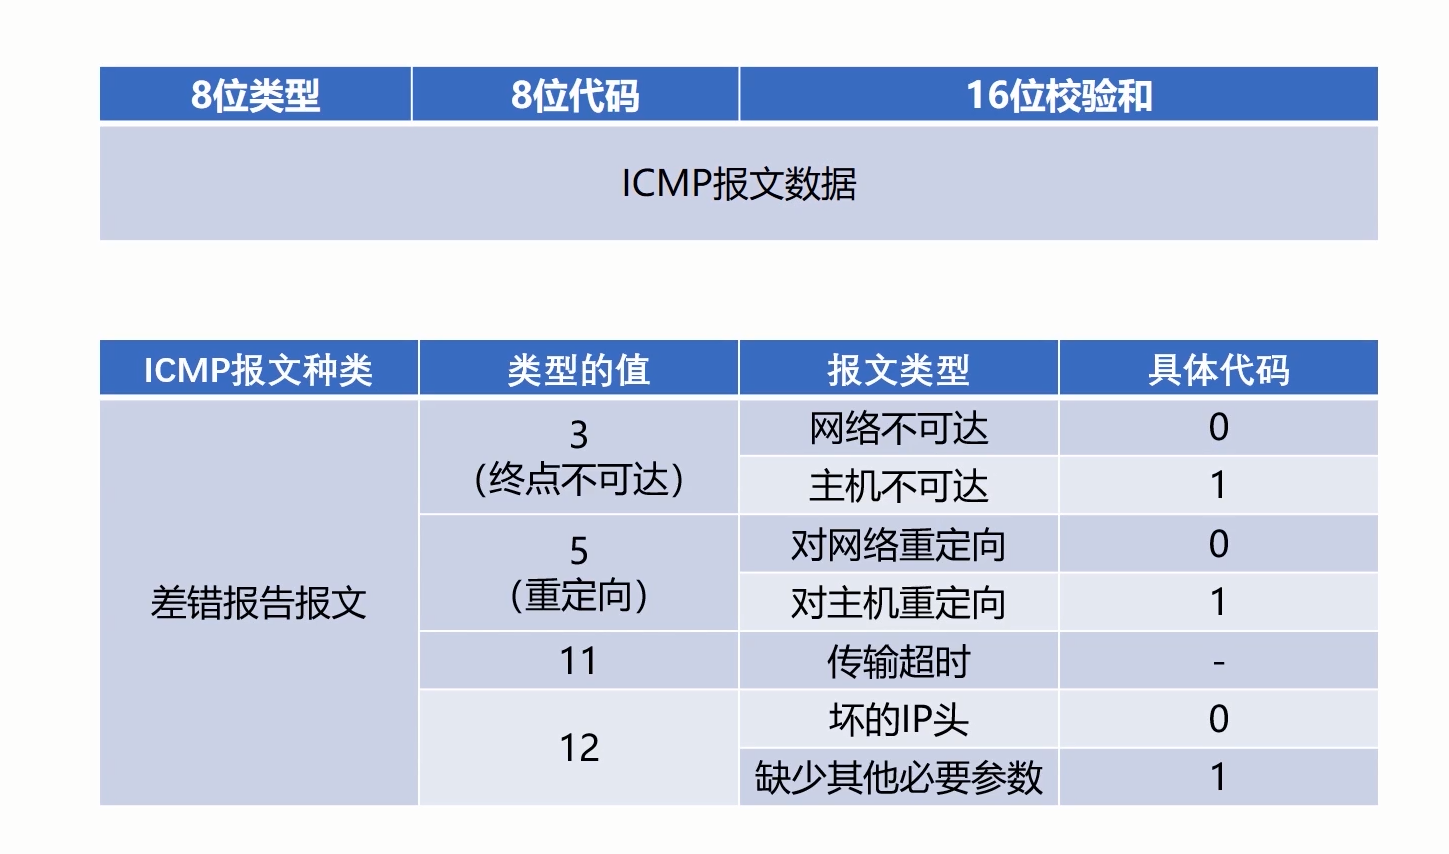 8位类型 8位代码 16位校验和
ICMP报文数据
ICMP报文种类 类型的值 报文类型 具体代码
差错报告报文
3
（终点不可达）
网络不可达 0
主机不可达 1
5
（重定向）
对网络重定向 0
对主机重定向 1
11 传输超时 -
12
坏的IP头 0
缺少其他必要参数 1